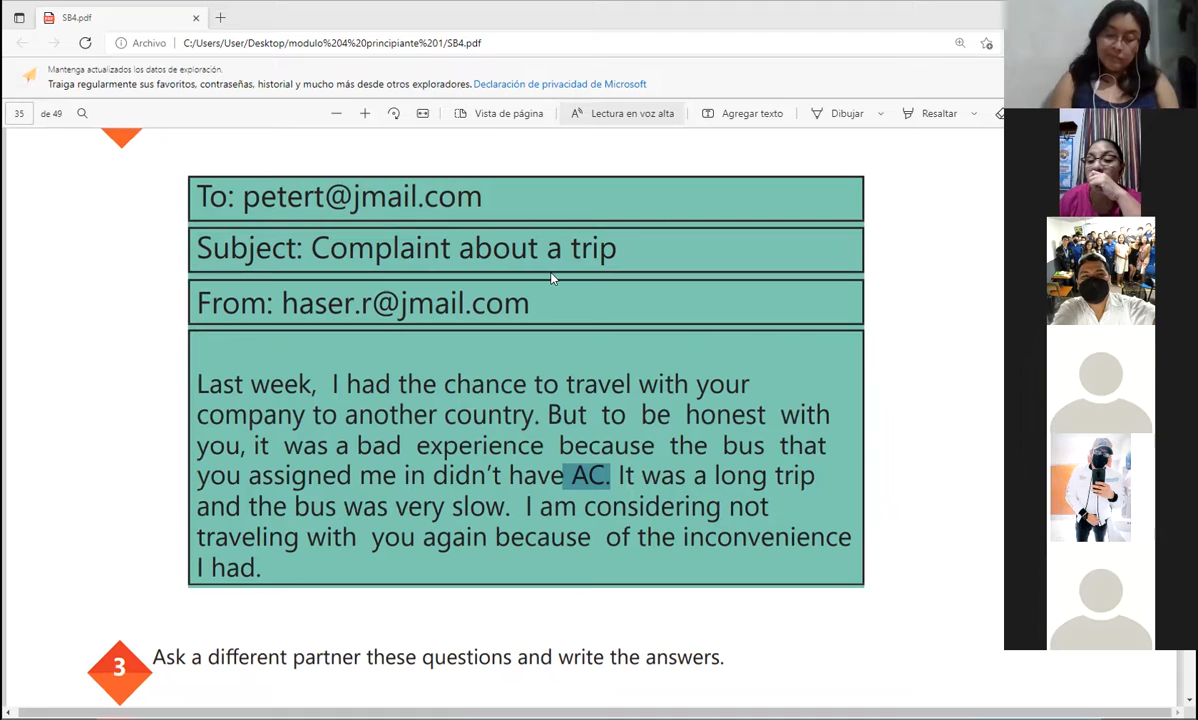 SB4.pdf
Archivo
C:/Users/User/Desktop/modulo%204%20principiante%201/SB4.pdf
Mantenga actualizados los datos de exploración.
Traiga regularmente sus favoritos, contraseñas, historial y mucho más desde otros exploradores. Declaración de privacidad de Microsoft
35 de 49
Vista de página
Lectura en voz alta
Agregar texto
Dibujar
Resaltar
To: petert@jmail.com
Subject: Complaint about a trip
From: haser.r@jmail.com
Last week, I had the chance to travel with your
company to another country. But to be honest with
you, it was a bad experience because the bus that
you assigned me in didn't have AC. It was a long trip
and the bus was very slow. I am considering not
traveling with you again because of the inconvenience
I had.
3 Ask a different partner these questions and write the answers.